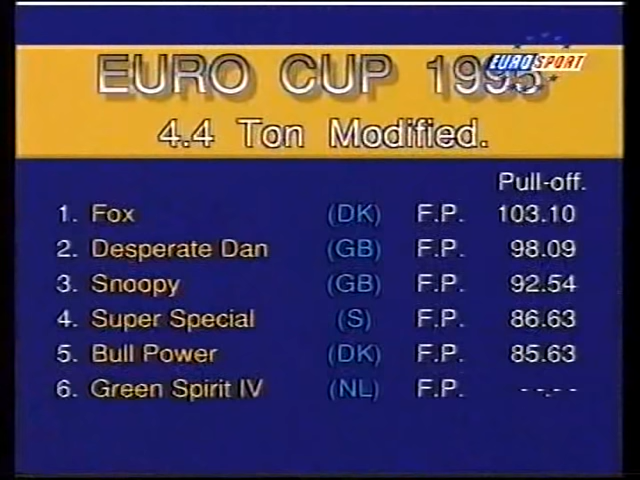 EURO CUP 1995
EUROSPORT
4.4 Ton Modified.
Pull-off.
1. Fox (DK) F.P. 103.10
2. Desperate Dan (GB) F.P. 98.09
3. Snoopy (GB) F.P. 92.54
4. Super Special (S) F.P. 86.63
5. Bull Power (DK) F.P. 85.63
6. Green Spirit IV (NL) F.P. --.--